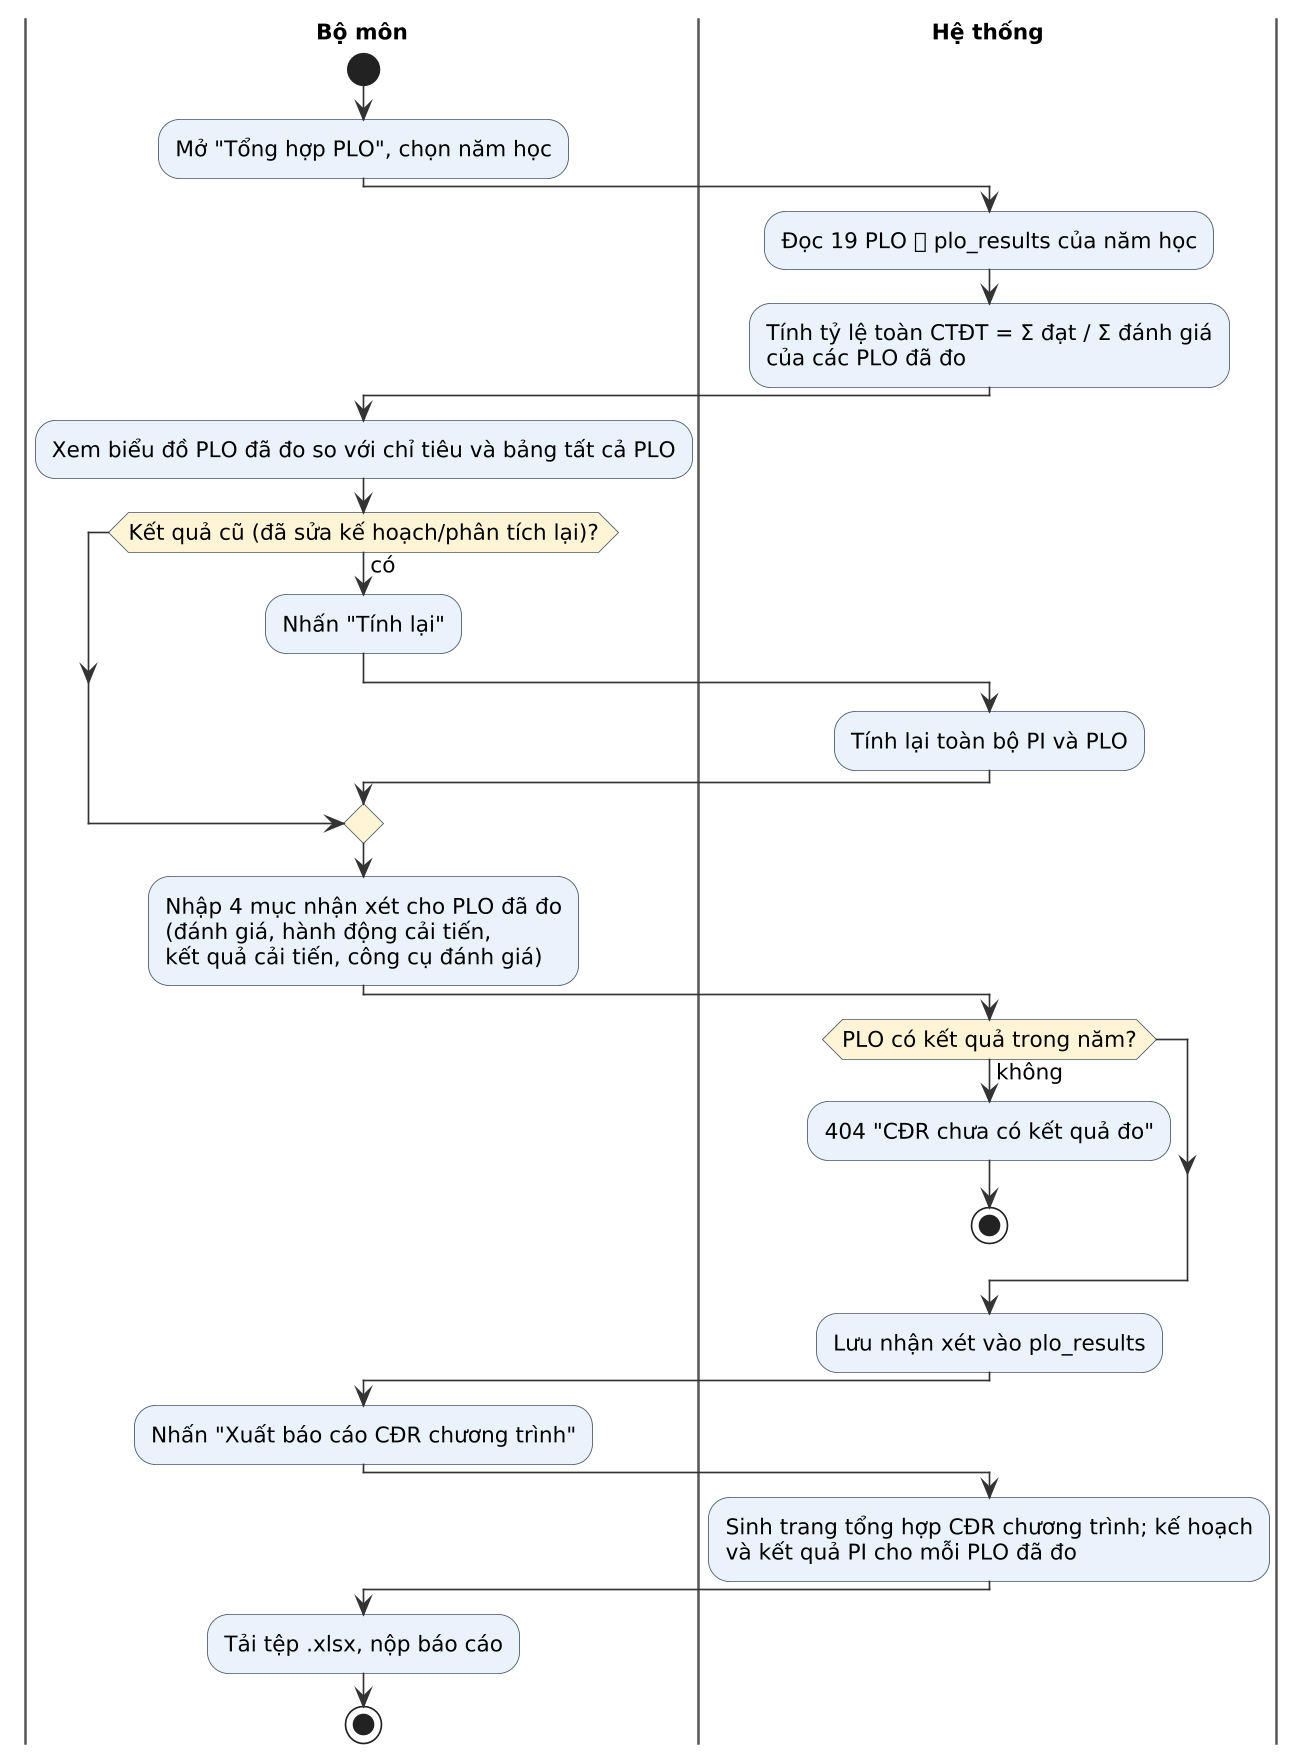 Bộ môn
Hệ thống
Mở "Tổng hợp PLO", chọn năm học
Đọc 19 PLO ▯ plo_results của năm học
Tính tỷ lệ toàn CTĐT = Σ đạt / Σ đánh giá
của các PLO đã đo
Xem biểu đồ PLO đã đo so với chỉ tiêu và bảng tất cả PLO
Kết quả cũ (đã sửa kế hoạch/phân tích lại)?
có
Nhấn "Tính lại"
Tính lại toàn bộ PI và PLO
Nhập 4 mục nhận xét cho PLO đã đo
(đánh giá, hành động cải tiến,
kết quả cải tiến, công cụ đánh giá)
PLO có kết quả trong năm?
không
404 "CĐR chưa có kết quả đo"
Lưu nhận xét vào plo_results
Nhấn "Xuất báo cáo CĐR chương trình"
Sinh trang tổng hợp CĐR chương trình; kế hoạch
và kết quả PI cho mỗi PLO đã đo
Tải tệp .xlsx, nộp báo cáo